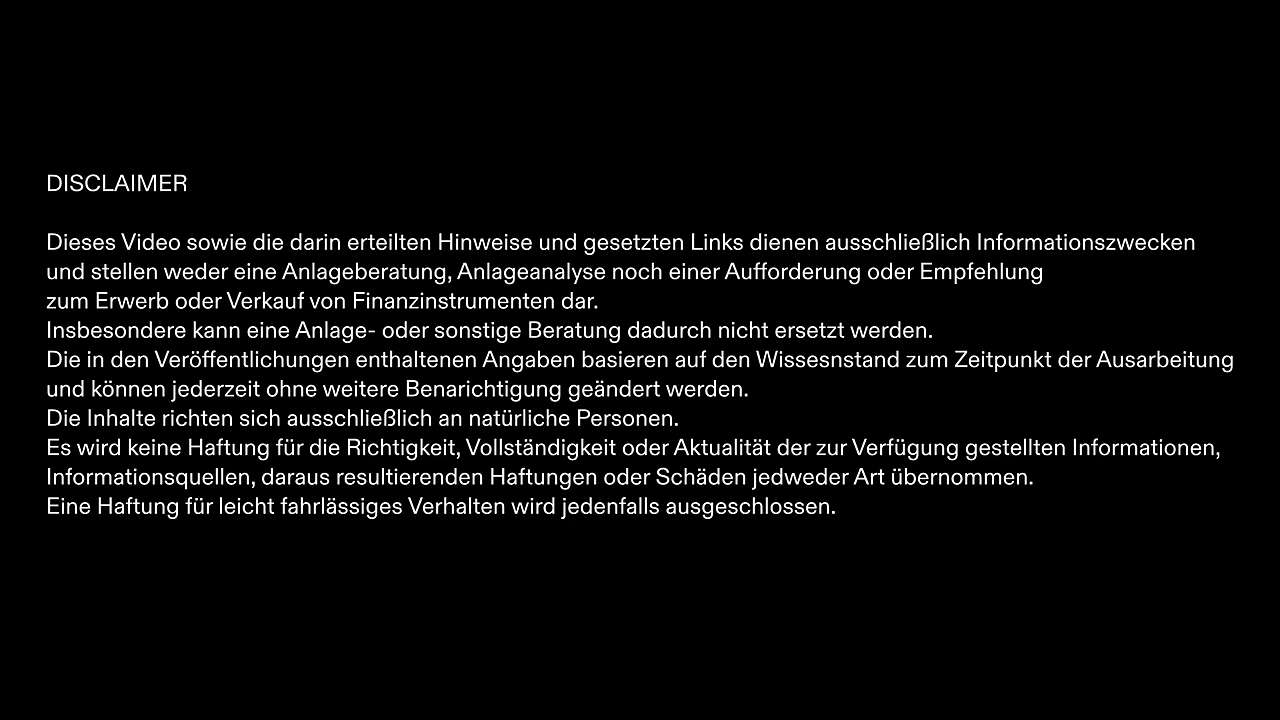 DISCLAIMER
Dieses Video sowie die darin erteilten Hinweise und gesetzten Links dienen ausschließlich Informationszwecken
und stellen weder eine Anlageberatung, Anlageanalyse noch einer Aufforderung oder Empfehlung
zum Erwerb oder Verkauf von Finanzinstrumenten dar.
Insbesondere kann eine Anlage- oder sonstige Beratung dadurch nicht ersetzt werden.
Die in den Veröffentlichungen enthaltenen Angaben basieren auf den Wissesnstand zum Zeitpunkt der Ausarbeitung
und können jederzeit ohne weitere Benarichtigung geändert werden.
Die Inhalte richten sich ausschließlich an natürliche Personen.
Es wird keine Haftung für die Richtigkeit, Vollständigkeit oder Aktualität der zur Verfügung gestellten Informationen,
Informationsquellen, daraus resultierenden Haftungen oder Schäden jedweder Art übernommen.
Eine Haftung für leicht fahrlässiges Verhalten wird jedenfalls ausgeschlossen.